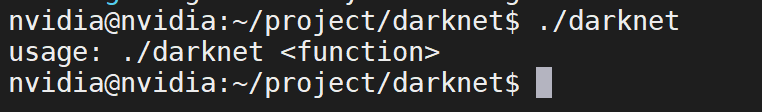 nvidia@nvidia:~/project/darknet$ ./darknet
usage: ./darknet <function>
nvidia@nvidia:~/project/darknet$